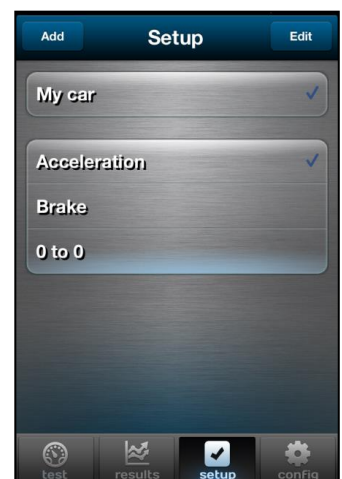 Add Setup Edit
My car
Acceleration
Brake
0 to 0
test results setup config